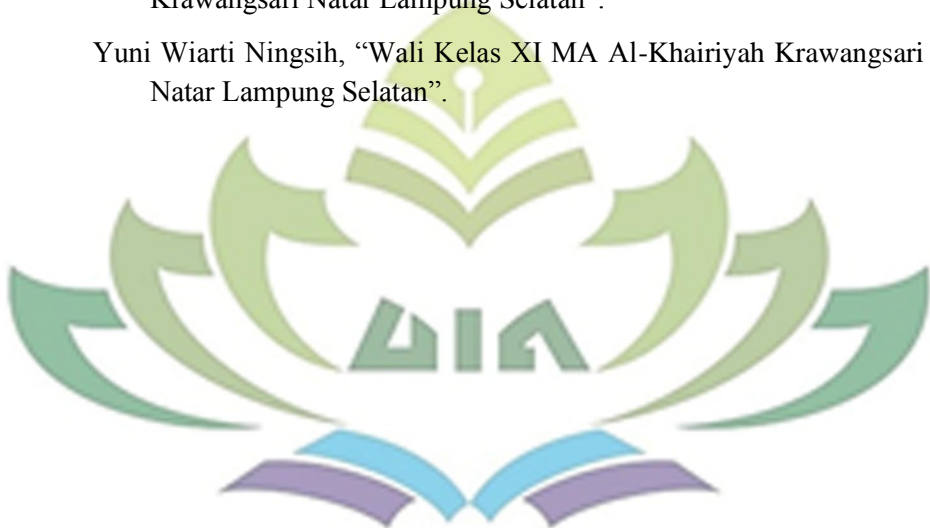 Krawangsari Natar Lampung Selatan”.
Yuni Wiarti Ningsih, “Wali Kelas XI MA Al-Khairiyah Krawangsari
Natar Lampung Selatan”.